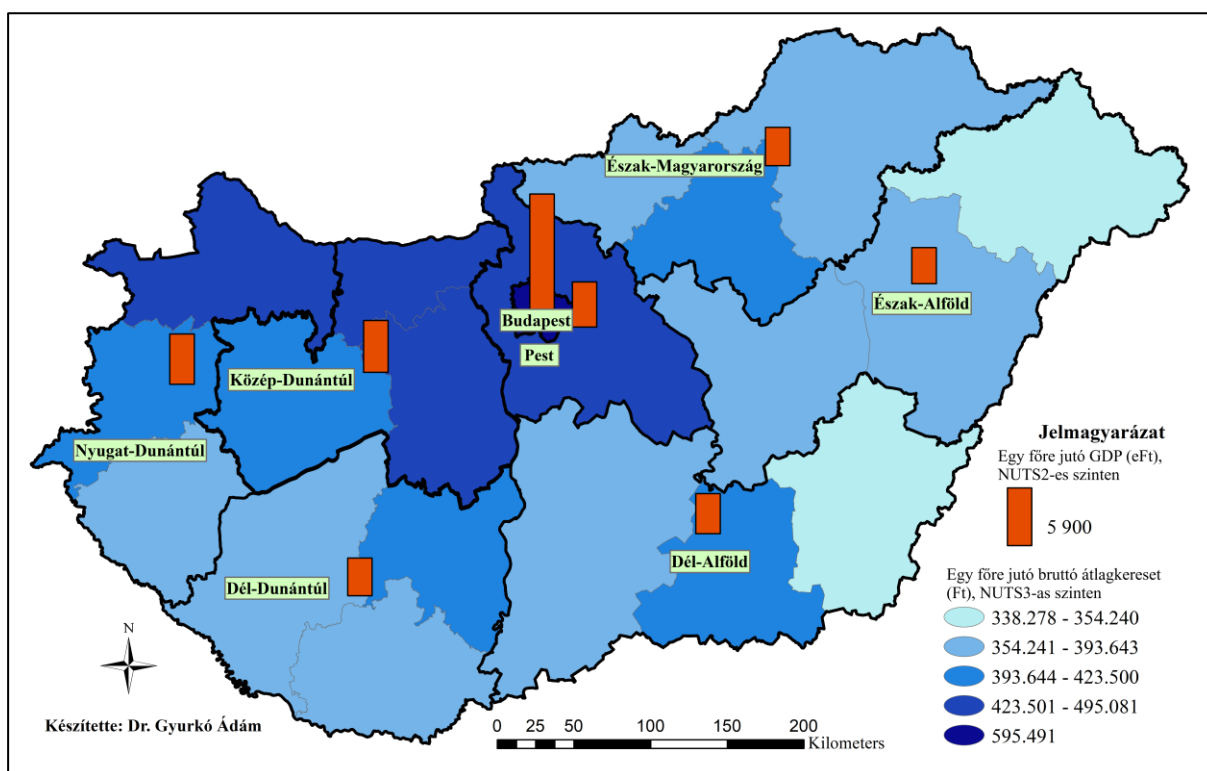 Észak-Magyarország
Észak-Alföld
Budapest
Pest
Közép-Dunántúl
Nyugat-Dunántúl
Dél-Dunántúl
Dél-Alföld
Jelmagyarázat
Egy főre jutó GDP (eFt),
NUTS2-es szinten
5 900
Egy főre jutó bruttó átlagkereset
(Ft), NUTS3-as szinten
338.278 - 354.240
354.241 - 393.643
393.644 - 423.500
423.501 - 495.081
595.491
N
Készítette: Dr. Gyurkó Ádám
0 25 50 100 150 200
Kilometers